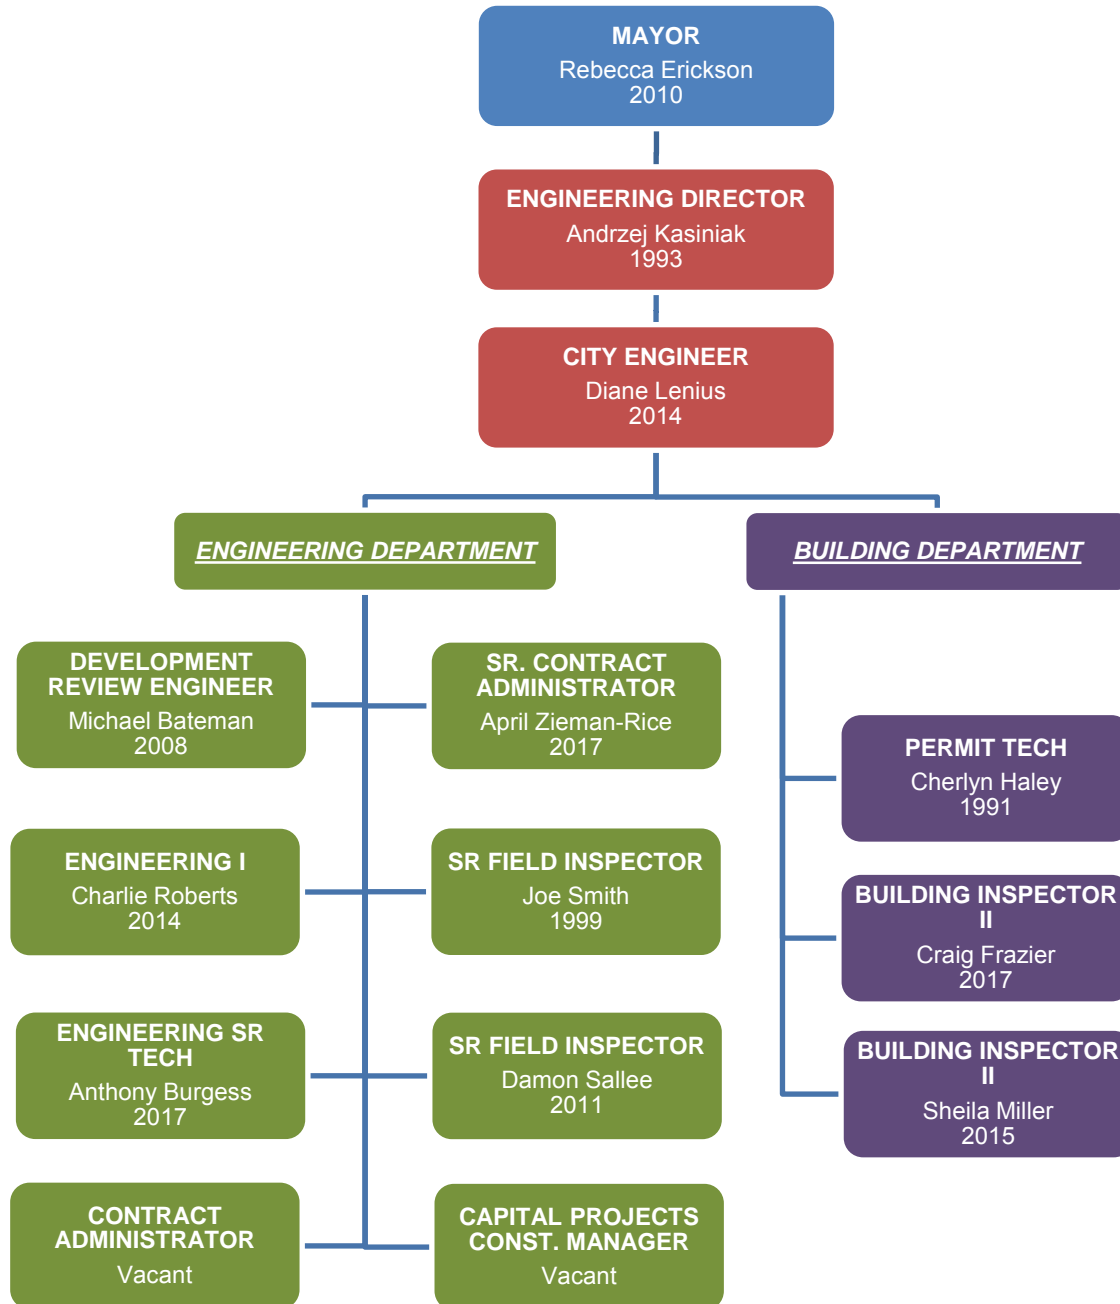 MAYOR
Rebecca Erickson
2010
ENGINEERING DIRECTOR
Andrzej Kasiniak
1993
CITY ENGINEER
Diane Lenius
2014
ENGINEERING DEPARTMENT
BUILDING DEPARTMENT
DEVELOPMENT
REVIEW ENGINEER
Michael Bateman
2008
SR. CONTRACT
ADMINISTRATOR
April Zieman-Rice
2017
ENGINEERING I
Charlie Roberts
2014
SR FIELD INSPECTOR
Joe Smith
1999
ENGINEERING SR
TECH
Anthony Burgess
2017
SR FIELD INSPECTOR
Damon Sallee
2011
CONTRACT
ADMINISTRATOR
Vacant
CAPITAL PROJECTS
CONST. MANAGER
Vacant
PERMIT TECH
Cherlyn Haley
1991
BUILDING INSPECTOR
II
Craig Frazier
2017
BUILDING INSPECTOR
II
Sheila Miller
2015